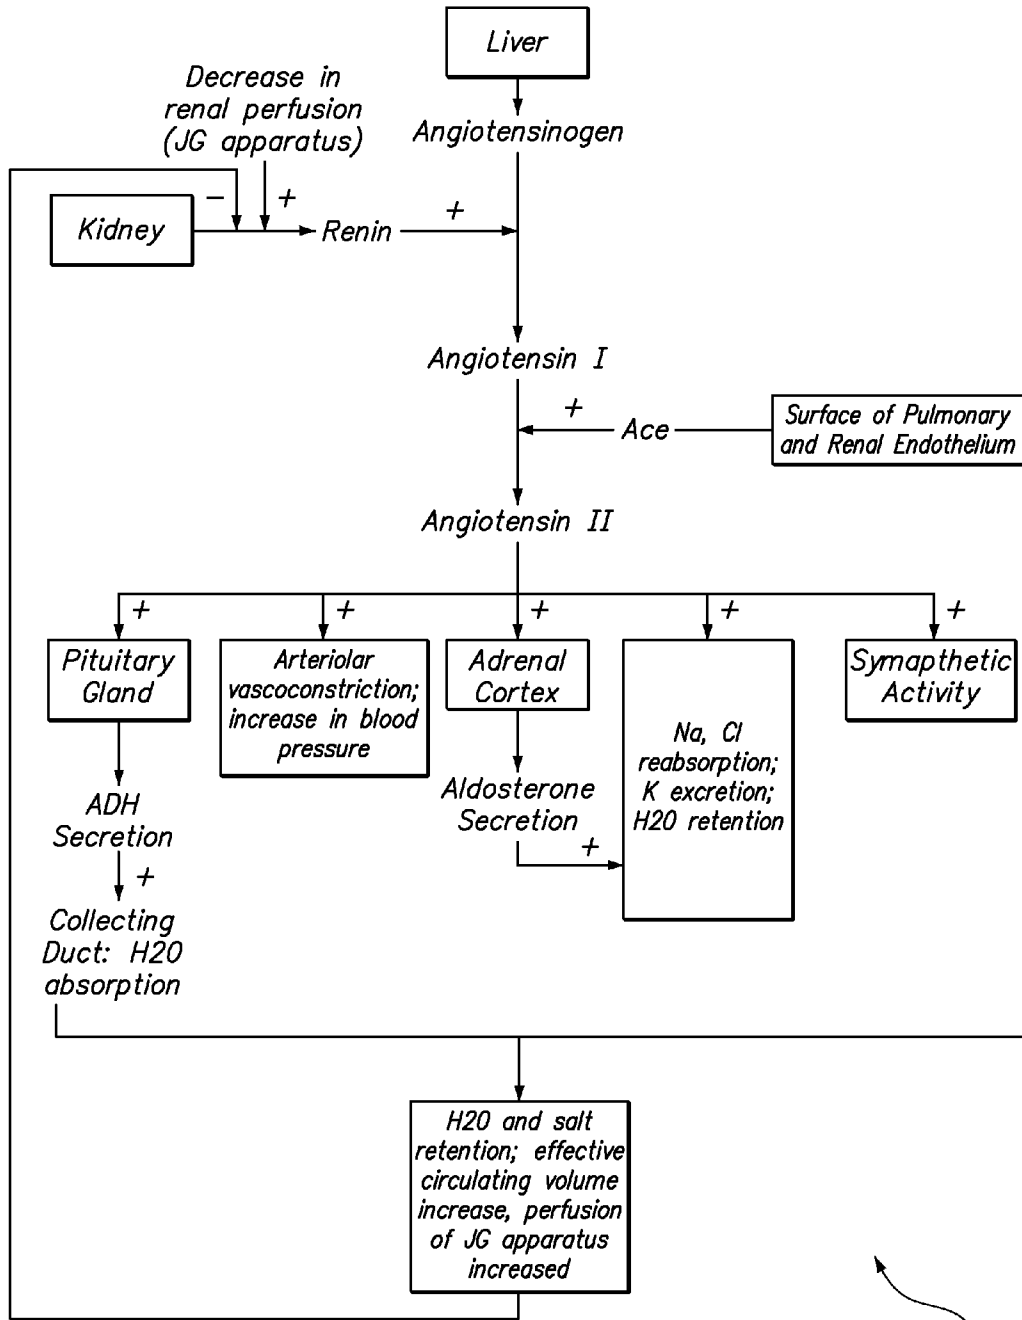 Liver
Decrease in
renal perfusion
(JG apparatus)
Angiotensinogen
−
+
+
Kidney
Renin
Angiotensin I
+
Ace
Surface of Pulmonary
and Renal Endothelium
Angiotensin II
+
+
+
+
+
Pituitary
Gland
Arteriolar
vascoconstriction;
increase in blood
pressure
Adrenal
Cortex
Na, Cl
reabsorption;
K excretion;
H20 retention
Symapthetic
Activity
ADH
Secretion
Aldosterone
Secretion
+
+
Collecting
Duct: H20
absorption
H20 and salt
retention; effective
circulating volume
increase, perfusion
of JG apparatus
increased